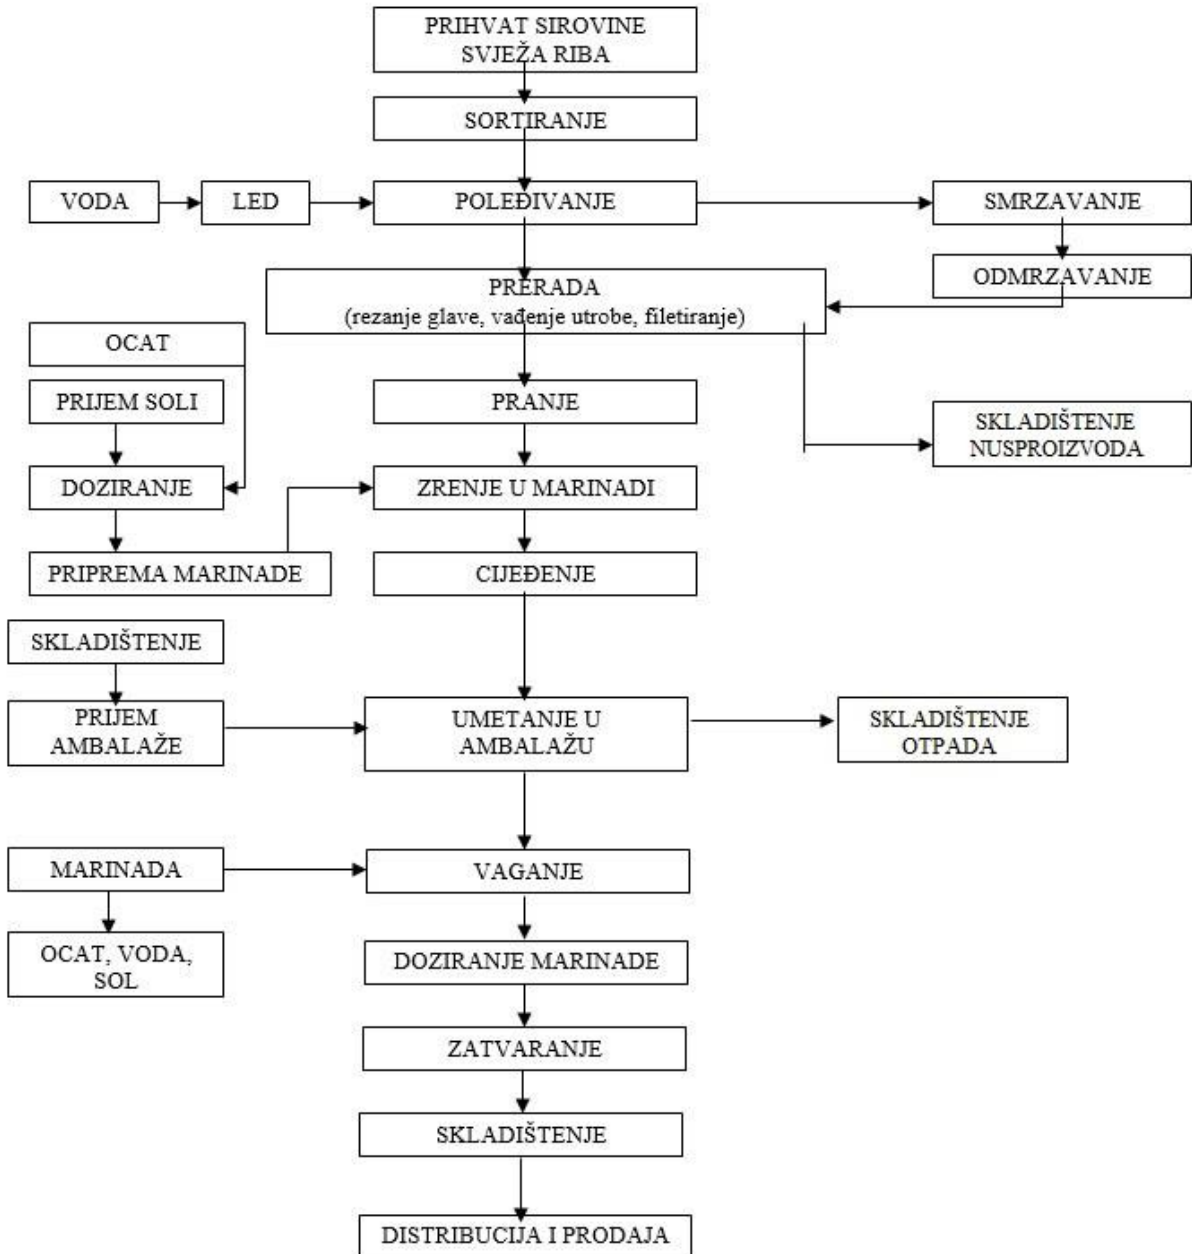 PRIHVAT SIROVINE
SVJEŽA RIBA
SORTIRANJE
VODA
LED
POLEĐIVANJE
SMRZAVANJE
ODMRZAVANJE
PRERADA
(rezanje glave, vađenje utrobe, filetiranje)
OCAT
PRIJEM SOLI
PRANJE
SKLADIŠTENJE
NUSPROIZVODA
DOZIRANJE
ZRENJE U MARINADI
PRIPREMA MARINADE
CIJEĐENJE
SKLADIŠTENJE
PRIJEM
AMBALAŽE
UMETANJE U
AMBALAŽU
SKLADIŠTENJE
OTPADA
MARINADA
VAGANJE
OCAT, VODA,
SOL
DOZIRANJE MARINADE
ZATVARANJE
SKLADIŠTENJE
DISTRIBUCIJA I PRODAJA